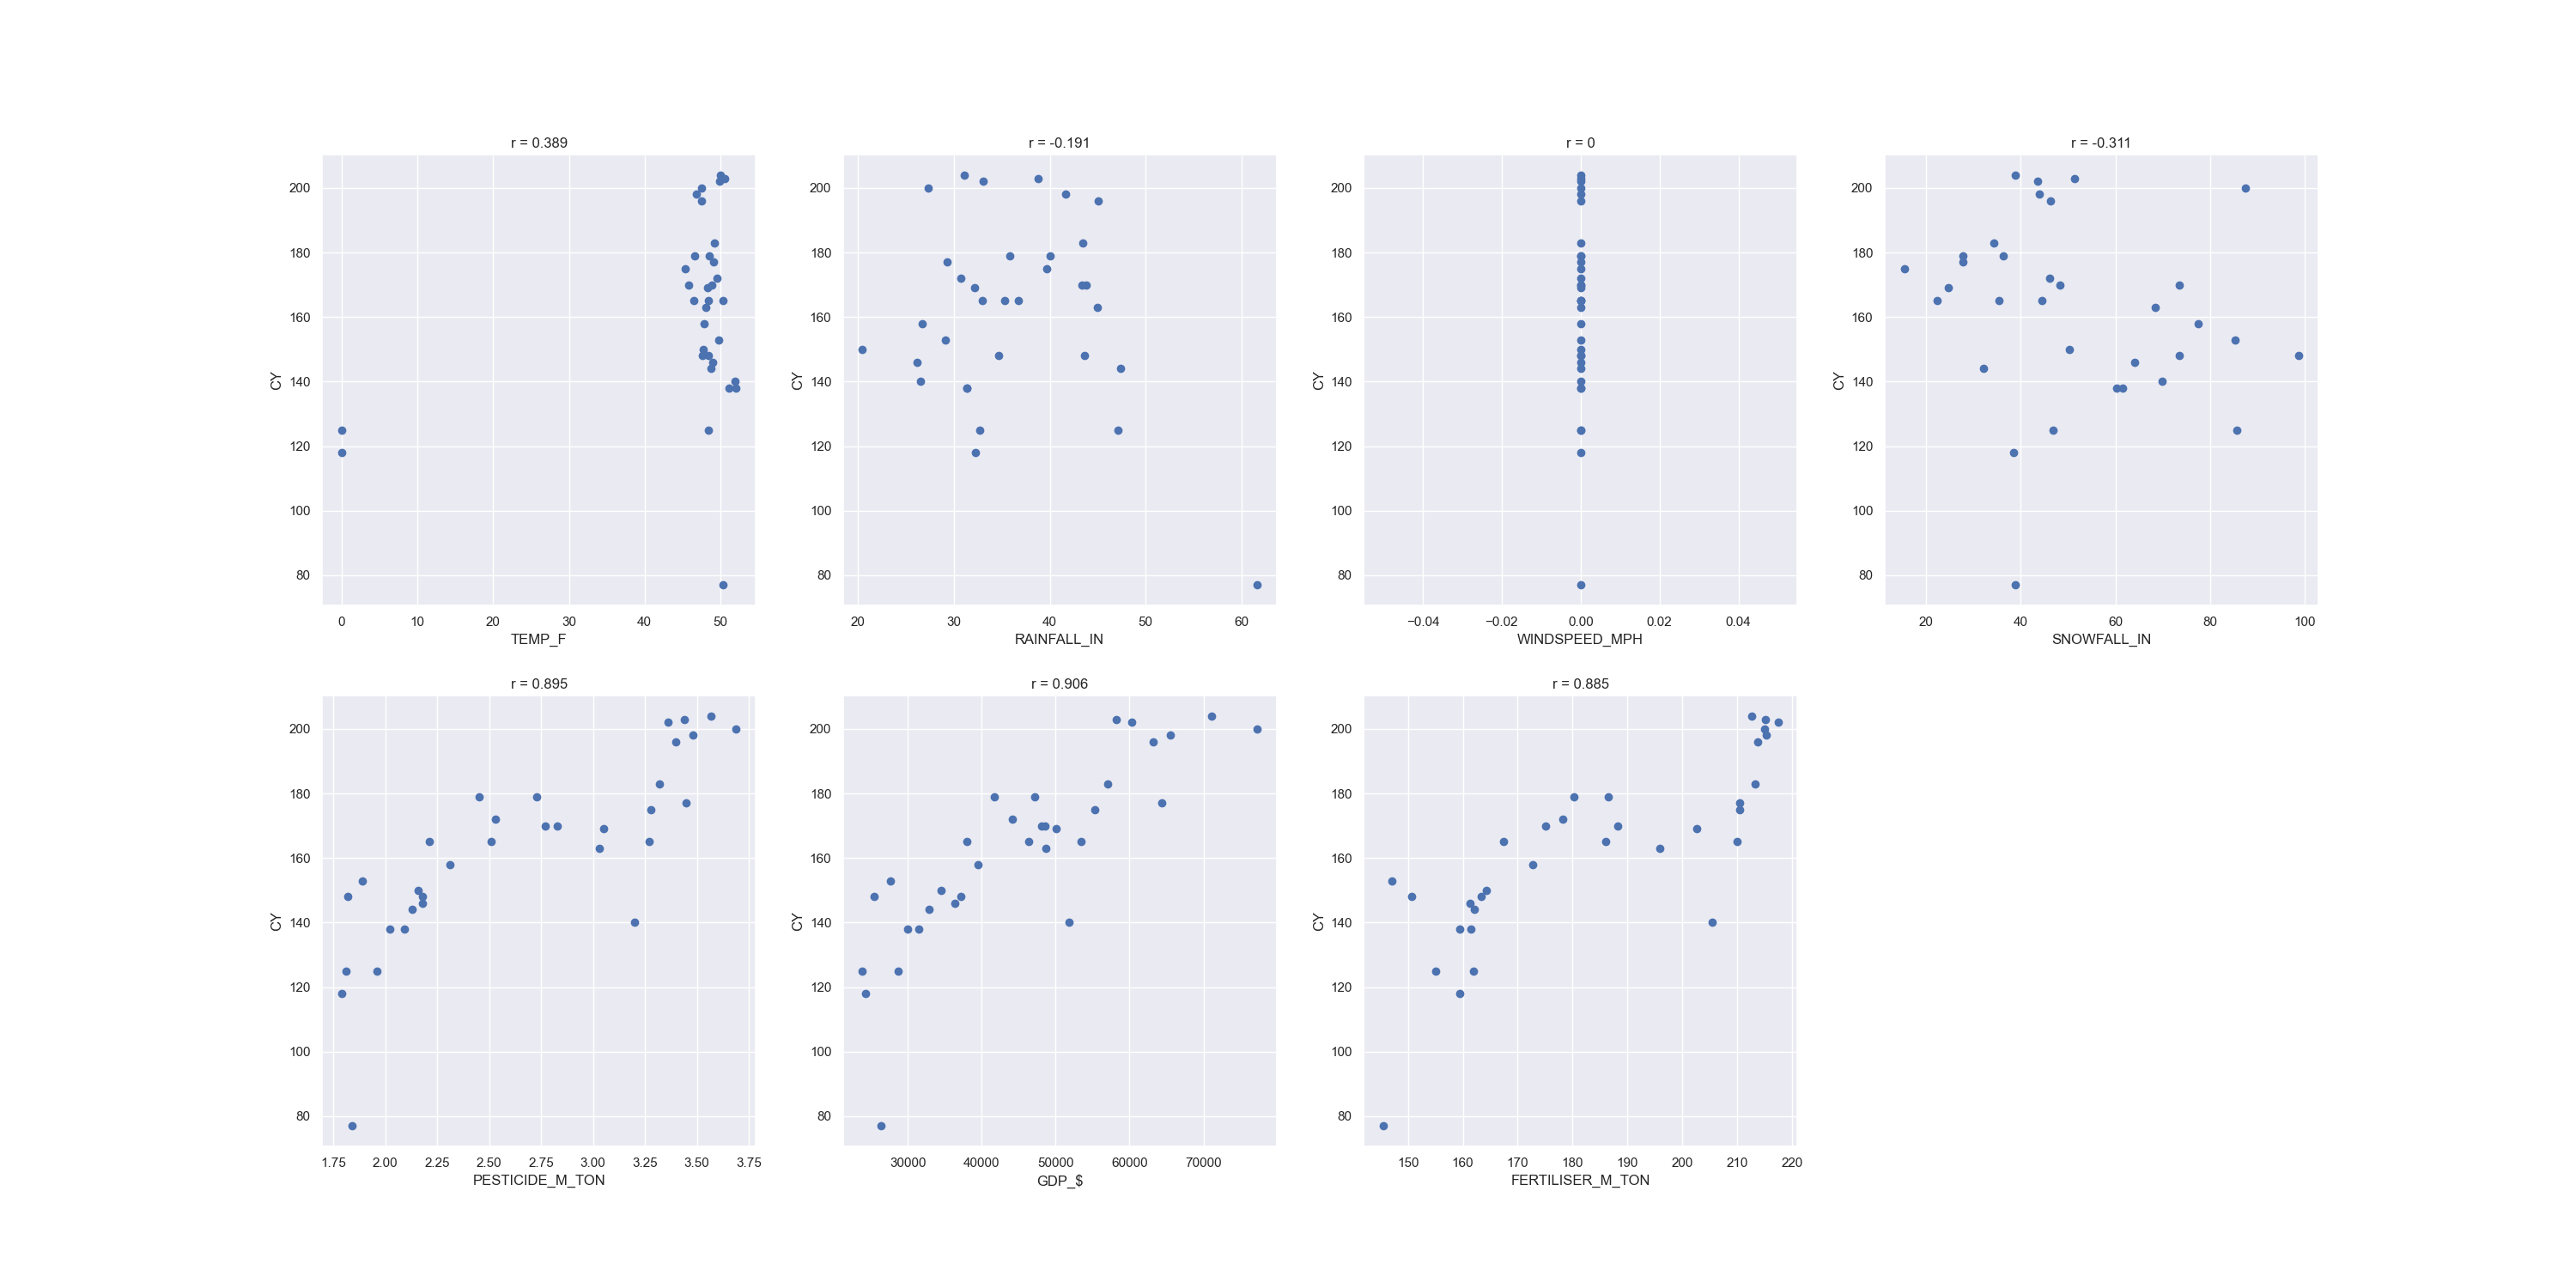 r = 0.389
200
180
160
140
120
100
80
CY
0 10 20 30 40 50
TEMP_F
r = -0.191
200
180
160
140
120
100
80
CY
20 30 40 50 60
RAINFALL_IN
r = 0
200
180
160
140
120
100
80
CY
−0.04 −0.02 0.00 0.02 0.04
WINDSPEED_MPH
r = -0.311
200
180
160
140
120
100
80
CY
20 40 60 80 100
SNOWFALL_IN
r = 0.895
200
180
160
140
120
100
80
CY
1.75 2.00 2.25 2.50 2.75 3.00 3.25 3.50 3.75
PESTICIDE_M_TON
r = 0.906
200
180
160
140
120
100
80
CY
30000 40000 50000 60000 70000
GDP_$
r = 0.885
200
180
160
140
120
100
80
CY
150 160 170 180 190 200 210 220
FERTILISER_M_TON